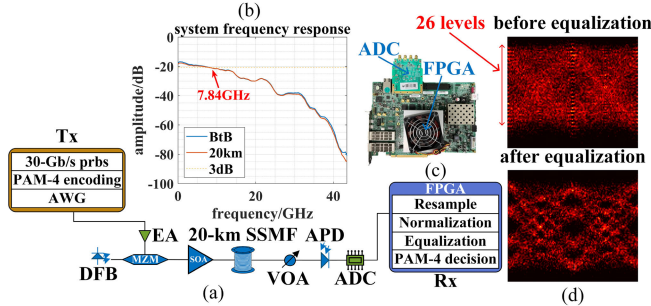 system frequency response
(b)
0
-20
-40
-60
-80
-100
amplitude/dB
0
20
40
frequency/GHz
7.84GHz
BtB
20km
3dB
(c)
ADC
FPGA
26 levels
before equalization
after equalization
(d)
Tx
30-Gb/s prbs
PAM-4 encoding
AWG
EA
DFB
MZM
SOA
20-km SSMF
VOA
APD
ADC
(a)
FPGA
Resample
Normalization
Equalization
PAM-4 decision
Rx